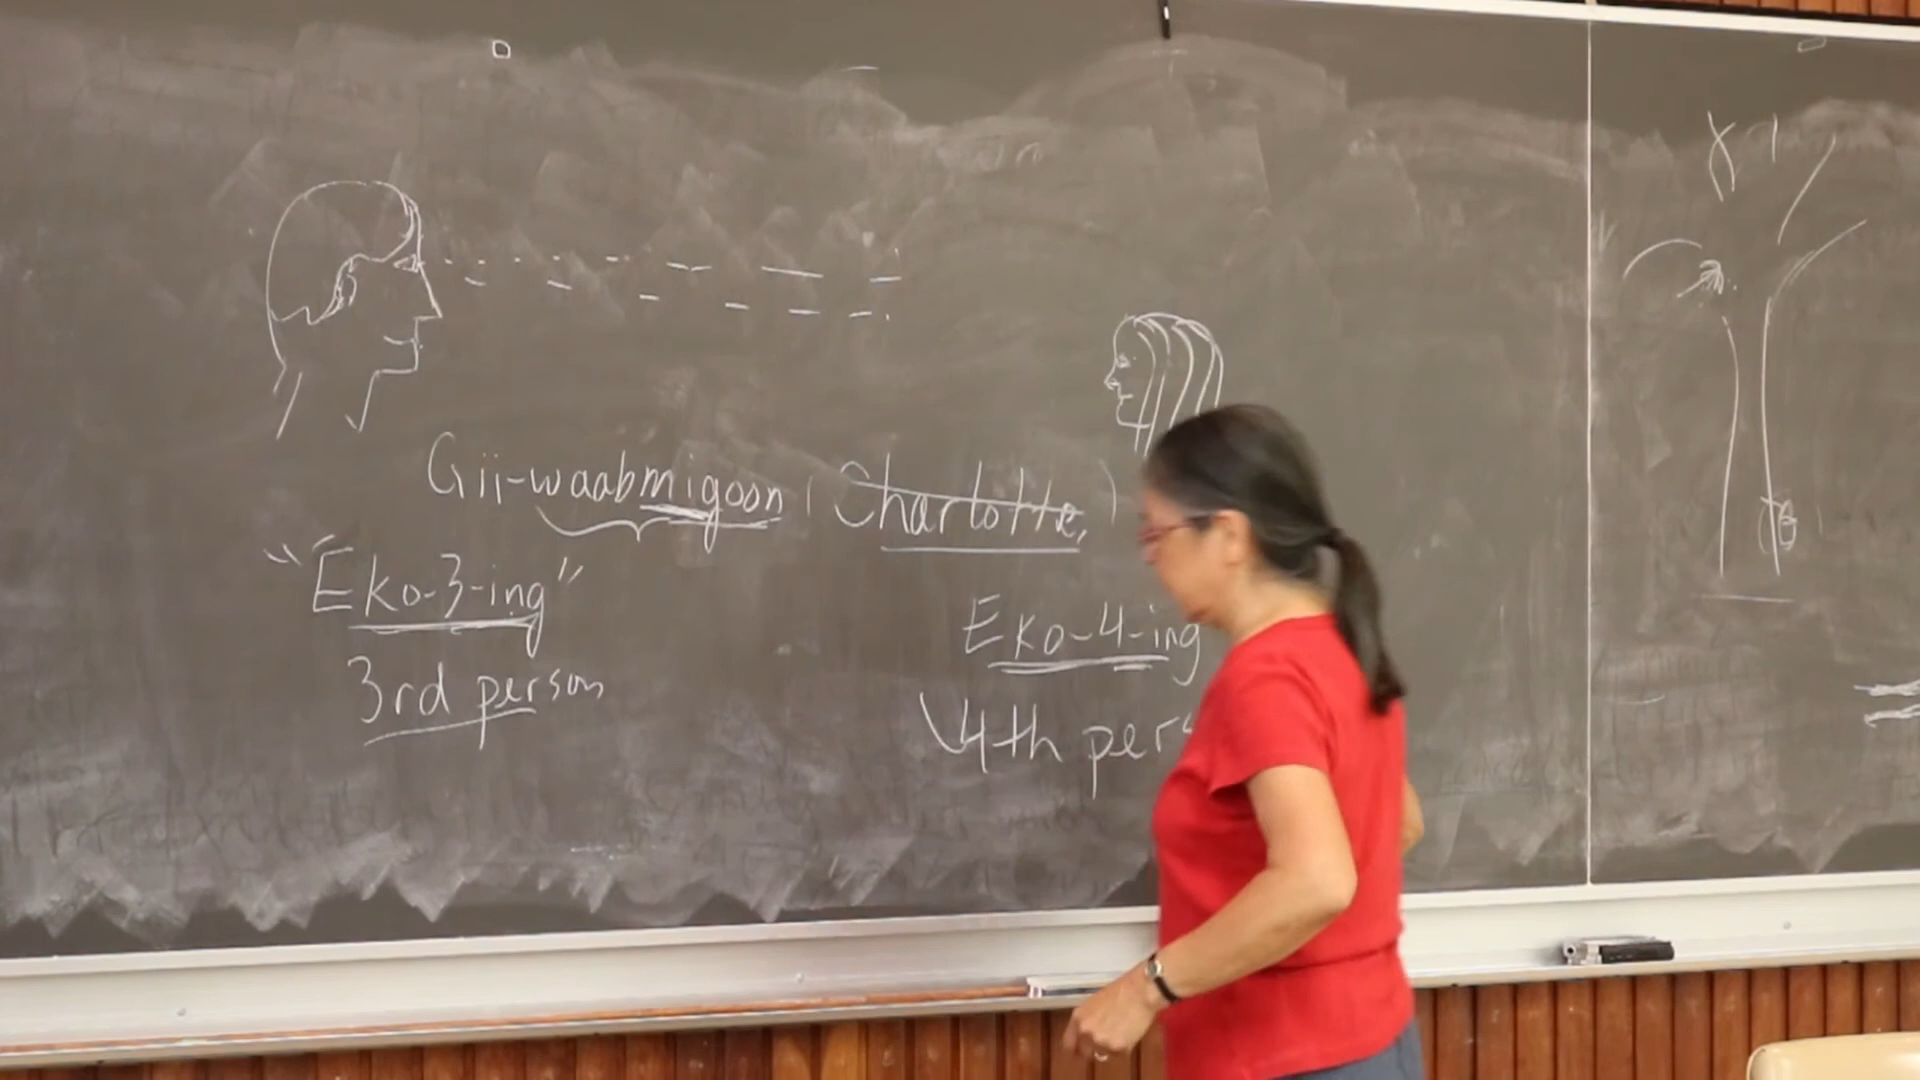 Gii-waabmigoon (Charlotte,)
"Eko-3-ing"
3rd person
Eko-4-ing
4th pers